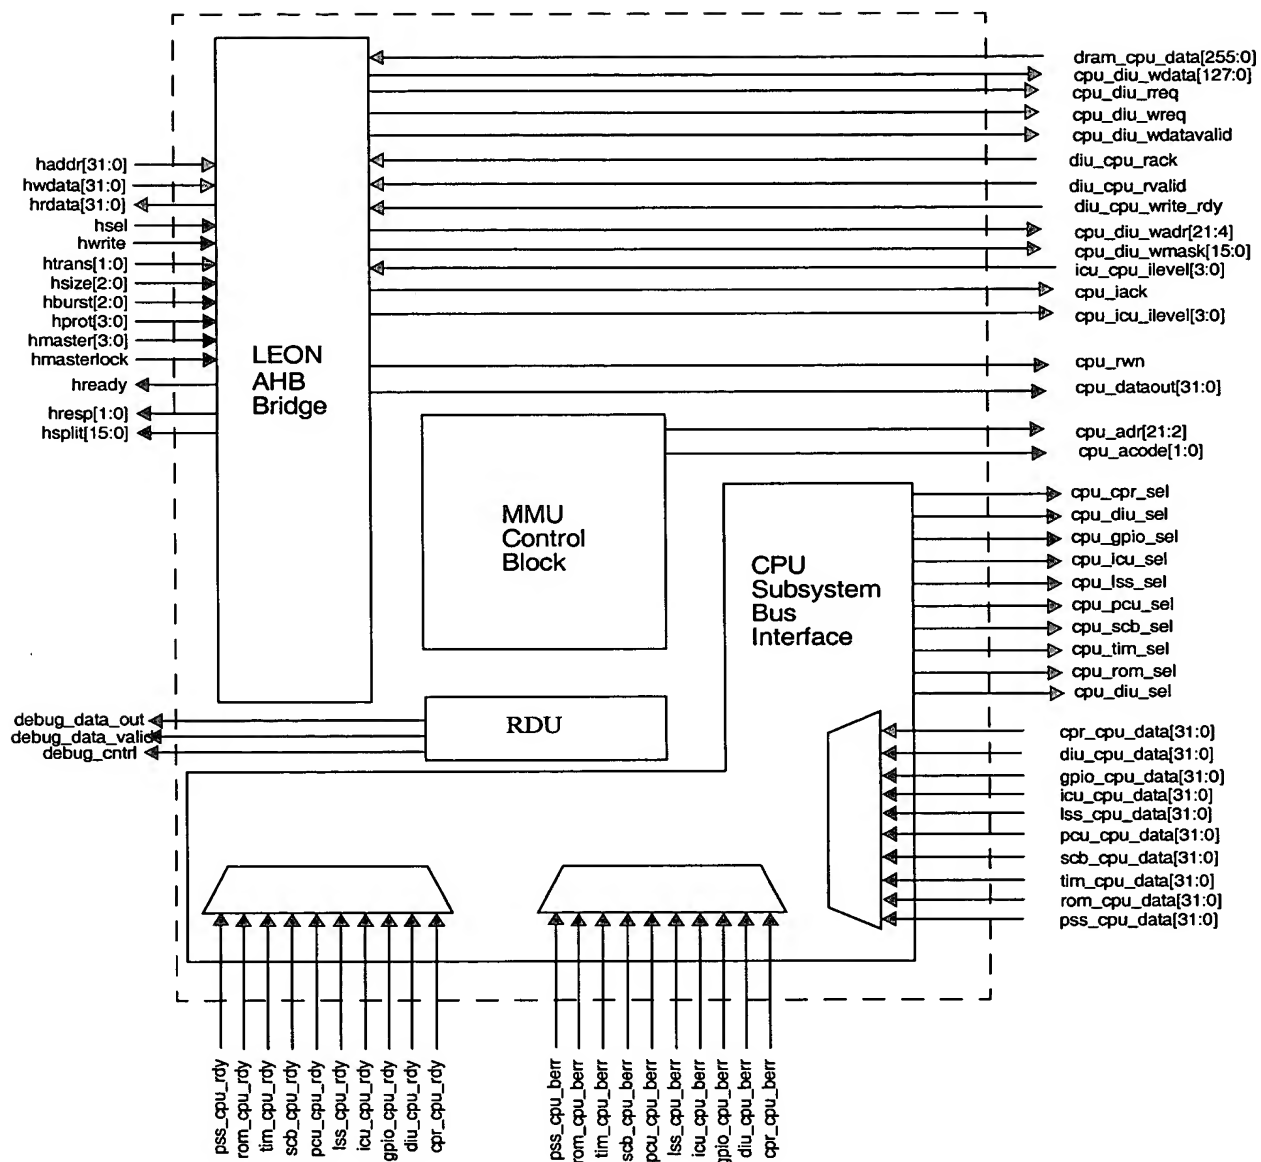 haddr[31:0]
hwdata[31:0]
hrdata[31:0]
hsel
hwrite
htrans[1:0]
hsize[2:0]
hburst[2:0]
hprot[3:0]
hmaster[3:0]
hmasterlock
hready
hresp[1:0]
hsplit[15:0]
LEON
AHB
Bridge
dram_cpu_data[255:0]
cpu_diu_wdata[127:0]
cpu_diu_rreq
cpu_diu_wreq
cpu_diu_wdatavalid
diu_cpu_rack
diu_cpu_rvalid
diu_cpu_write_rdy
cpu_diu_wadr[21:4]
cpu_diu_wmask[15:0]
icu_cpu_ilevel[3:0]
cpu_iack
cpu_icu_ilevel[3:0]
cpu_rwn
cpu_dataout[31:0]
cpu_adr[21:2]
cpu_acode[1:0]
MMU
Control
Block
CPU
Subsystem
Bus
Interface
cpu_cpr_sel
cpu_diu_sel
cpu_gpio_sel
cpu_icu_sel
cpu_lss_sel
cpu_pcu_sel
cpu_scb_sel
cpu_tim_sel
cpu_rom_sel
cpu_diu_sel
debug_data_out
debug_data_valid
debug_cntrl
RDU
cpr_cpu_data[31:0]
diu_cpu_data[31:0]
gpio_cpu_data[31:0]
icu_cpu_data[31:0]
lss_cpu_data[31:0]
pcu_cpu_data[31:0]
scb_cpu_data[31:0]
tim_cpu_data[31:0]
rom_cpu_data[31:0]
pss_cpu_data[31:0]
pss_cpu_rdy
rom_cpu_rdy
tim_cpu_rdy
scb_cpu_rdy
pcu_cpu_rdy
lss_cpu_rdy
icu_cpu_rdy
gpio_cpu_rdy
diu_cpu_rdy
cpr_cpu_rdy
pss_cpu_berr
rom_cpu_berr
tim_cpu_berr
scb_cpu_berr
pcu_cpu_berr
lss_cpu_berr
icu_cpu_berr
gpio_cpu_berr
diu_cpu_berr
cpr_cpu_berr